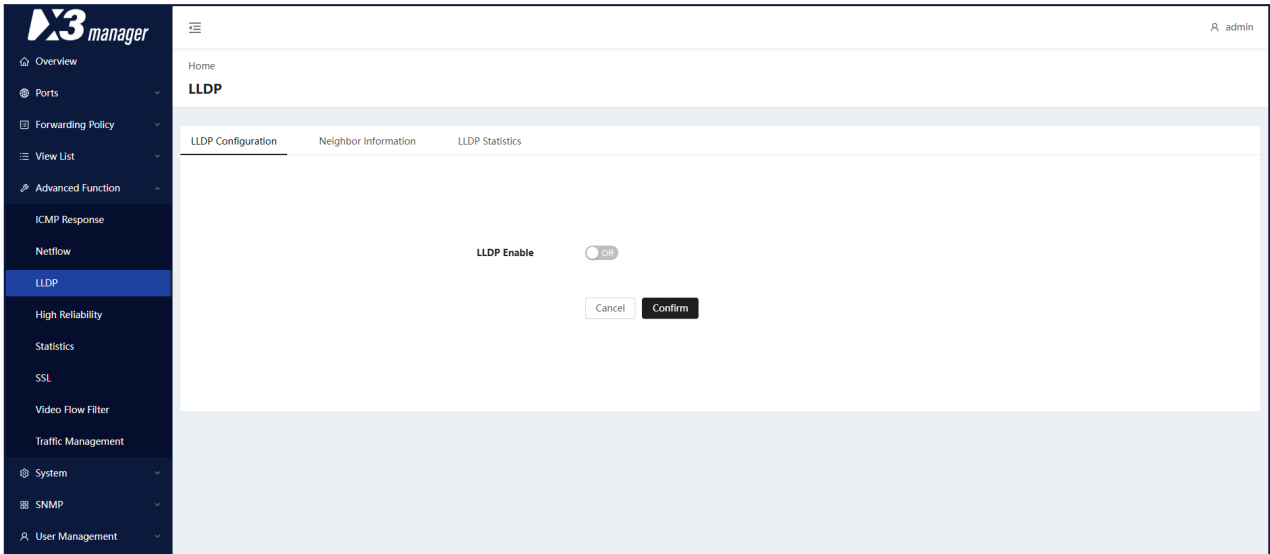 X3 manager
admin
Overview
Home
Ports
LLDP
Forwarding Policy
LLDP Configuration Neighbor Information LLDP Statistics
View List
Advanced Function
ICMP Response
Netflow
LLDP Enable Off
LLDP
Cancel Confirm
High Reliability
Statistics
SSL
Video Flow Filter
Traffic Management
System
SNMP
User Management